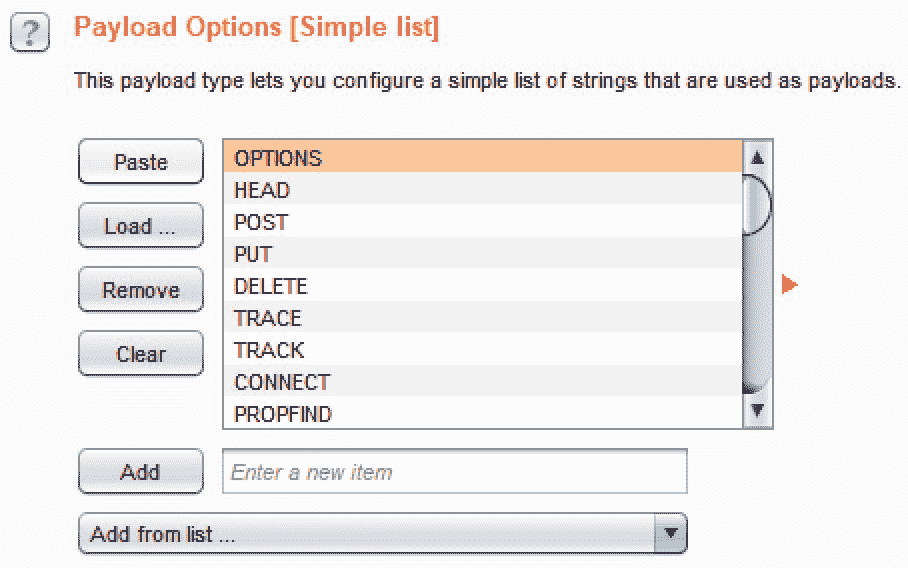 ?
Payload Options [Simple list]
This payload type lets you configure a simple list of strings that are used as payloads.
Paste
Load ...
Remove
Clear
OPTIONS
HEAD
POST
PUT
DELETE
TRACE
TRACK
CONNECT
PROPFIND
Add
Enter a new item
Add from list ...